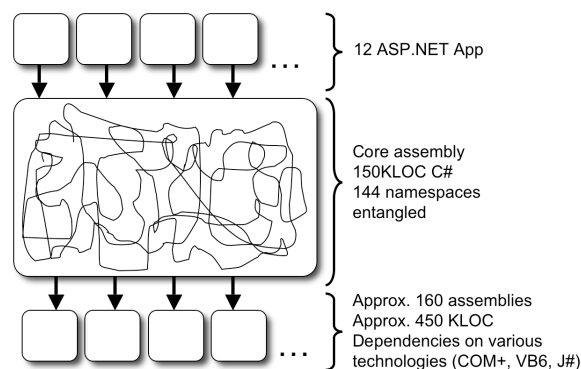 12 ASP.NET App
...
Core assembly
150KLOC C#
144 namespaces
entangled
Approx. 160 assemblies
Approx. 450 KLOC
Dependencies on various
technologies (COM+, VB6, J#)
...